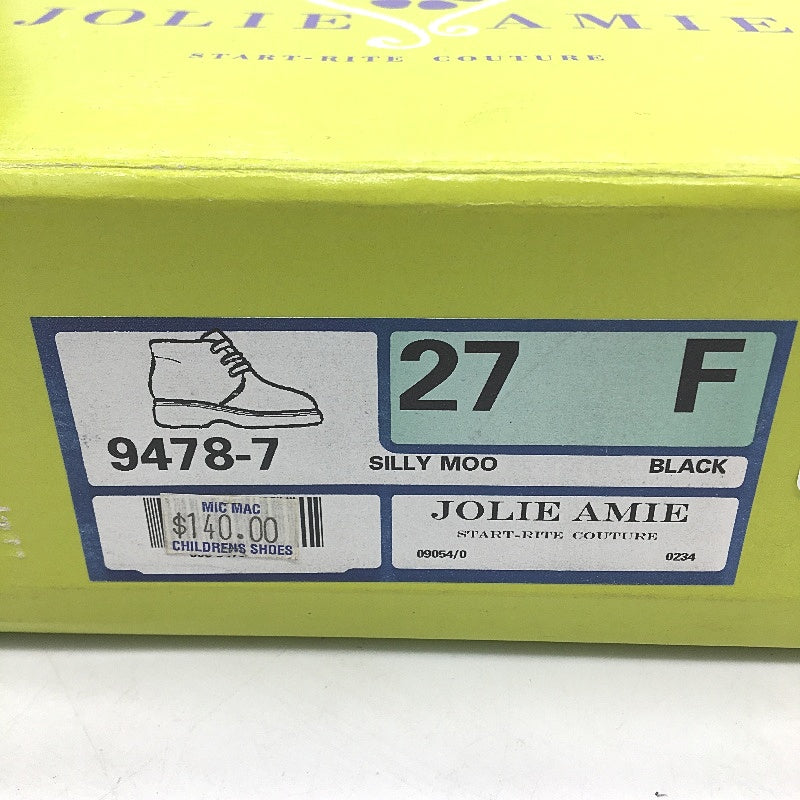 JOLIE AMIE
START-RITE COUTURE
27 F
9478-7
SILLY MOO BLACK
MIC MAC
$140.00
CHILDRENS SHOES
JOLIE AMIE
START-RITE COUTURE
09054/0 0234